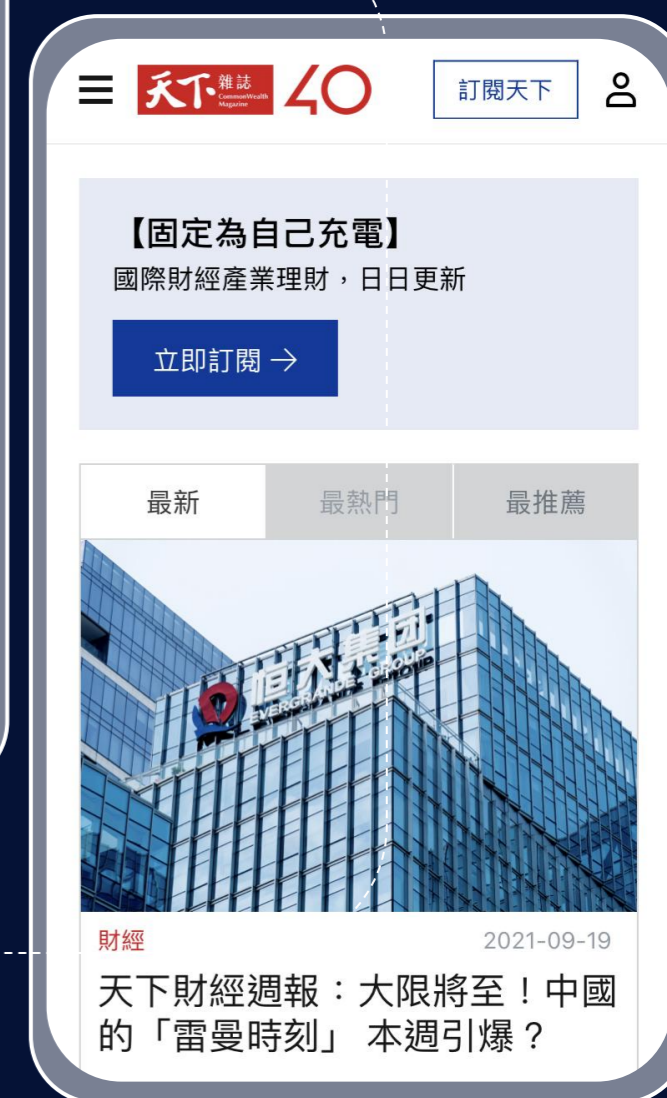 天下雜誌
CommonWealth
Magazine
40
訂閱天下
【固定為自己充電】
國際財經產業理財，日日更新
立即訂閱 →
最新
最熱門
最推薦
恒大集团
EVERGRANDE GROUP
財經
2021-09-19
天下財經週報：大限將至！中國
的「雷曼時刻」 本週引爆？